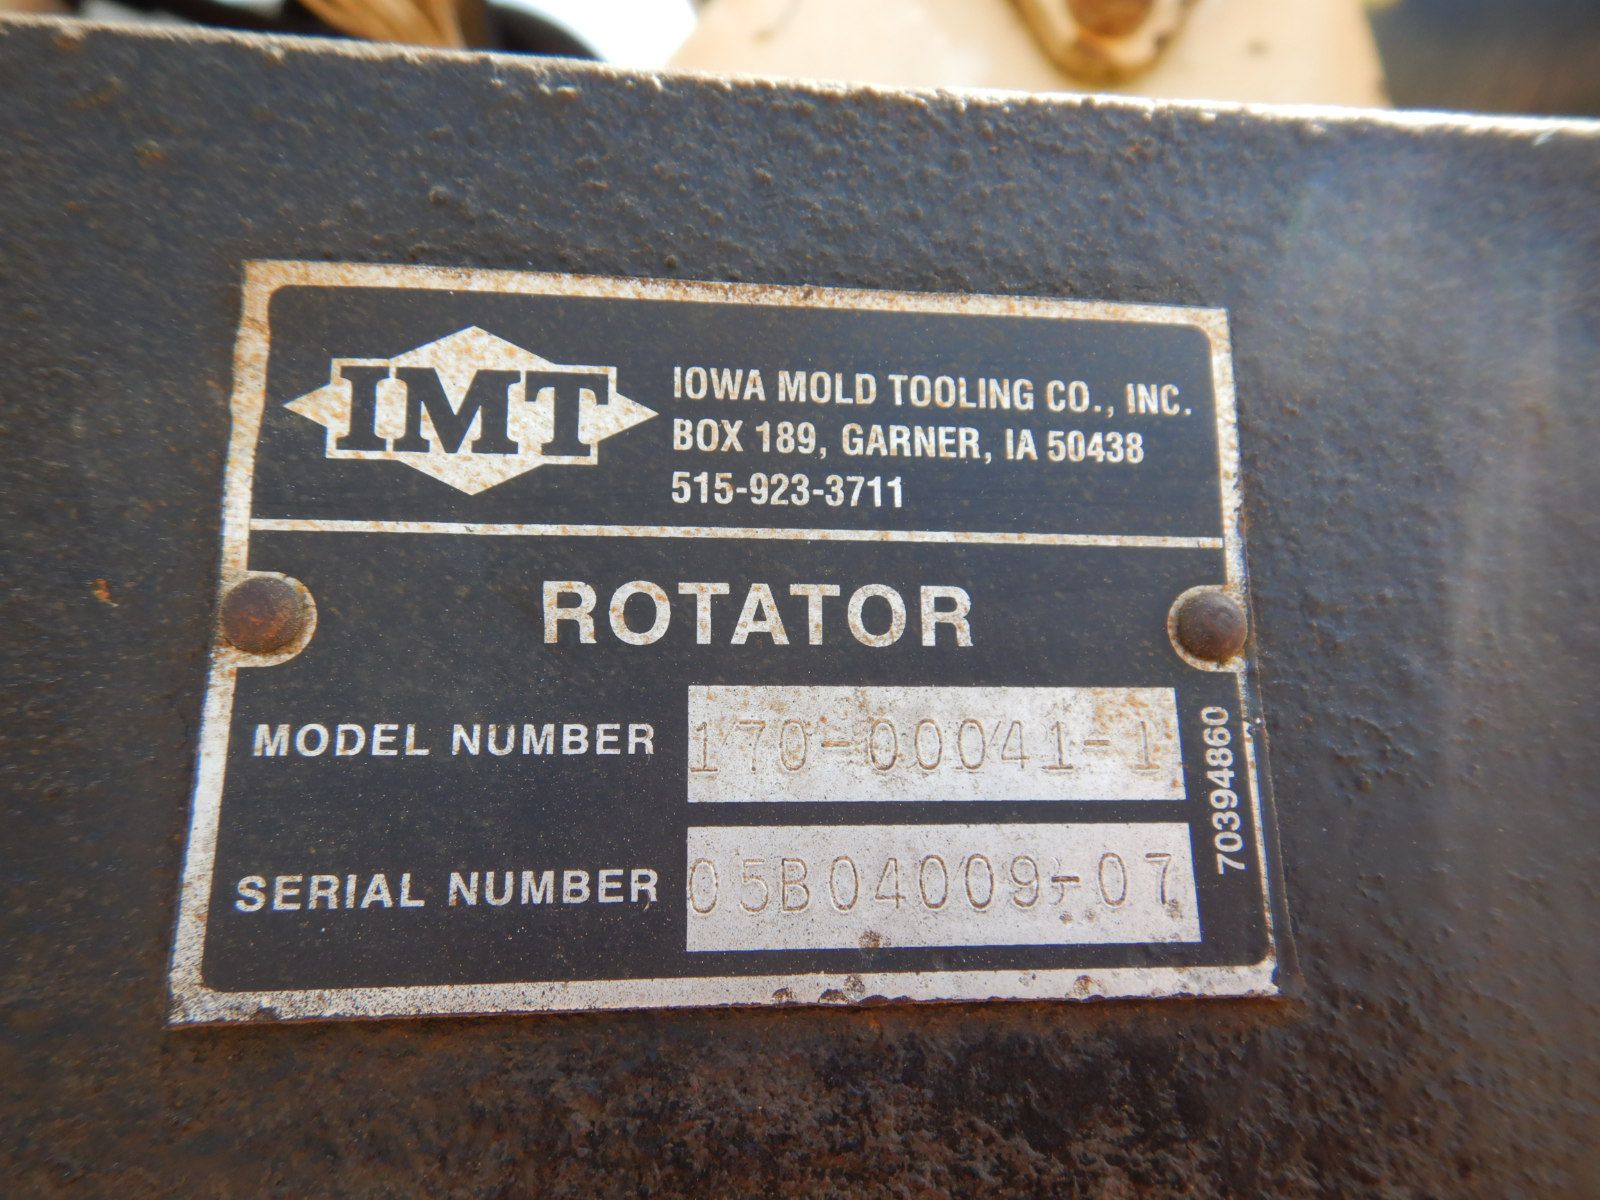 IMT
IOWA MOLD TOOLING CO., INC.
BOX 189, GARNER, IA 50438
515-923-3711
ROTATOR
MODEL NUMBER 170-00041-1
SERIAL NUMBER 05B04009-07
70394860